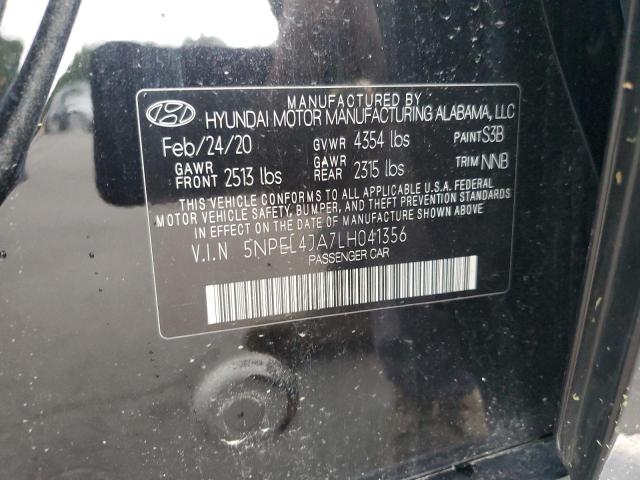 MANUFACTURED BY
HYUNDAI MOTOR MANUFACTURING ALABAMA, LLC
Feb/24/20 GVWR 4354 lbs PAINT S3B
GAWR FRONT 2513 lbs GAWR REAR 2315 lbs TRIM NNB
THIS VEHICLE CONFORMS TO ALL APPLICABLE U.S.A. FEDERAL
MOTOR VEHICLE SAFETY, BUMPER, AND THEFT PREVENTION
STANDARDS IN EFFECT ON THE DATE OF MANUFACTURE SHOWN ABOVE.
V.I.N 5NPEL4JA7LH041356
PASSENGER CAR